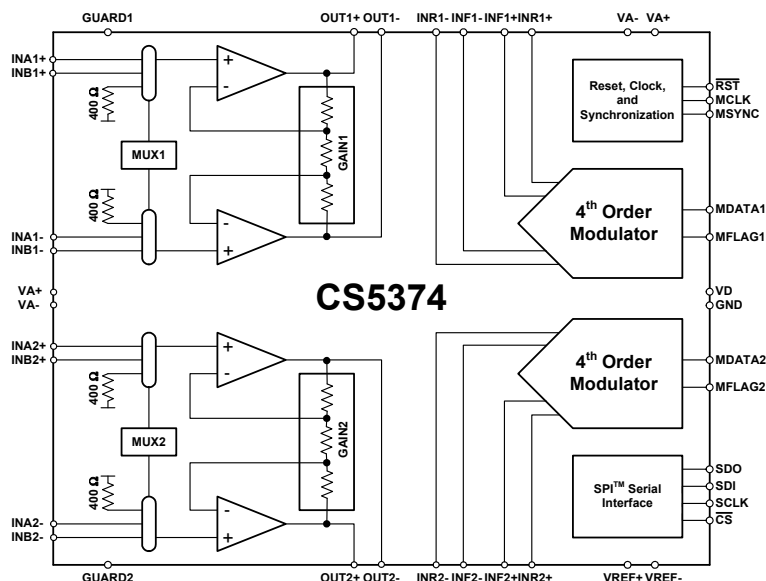 GUARD1
OUT1+ OUT1-
INR1- INF1- INF1+ INR1+
VA- VA+
INA1+
INB1+
400 Ω
MUX1
400 Ω
INA1-
INB1-
+
-
-
+
GAIN1
Reset, Clock,
and
Synchronization
RST
MCLK
MSYNC
4th Order
Modulator
MDATA1
MFLAG1
VA+
VA-
CS5374
VD
GND
INA2+
INB2+
400 Ω
MUX2
400 Ω
INA2-
INB2-
+
-
-
+
GAIN2
4th Order
Modulator
MDATA2
MFLAG2
SPI™ Serial
Interface
SDO
SDI
SCLK
CS
GUARD2
OUT2+ OUT2-
INR2- INF2- INF2+ INR2+
VREF+ VREF-